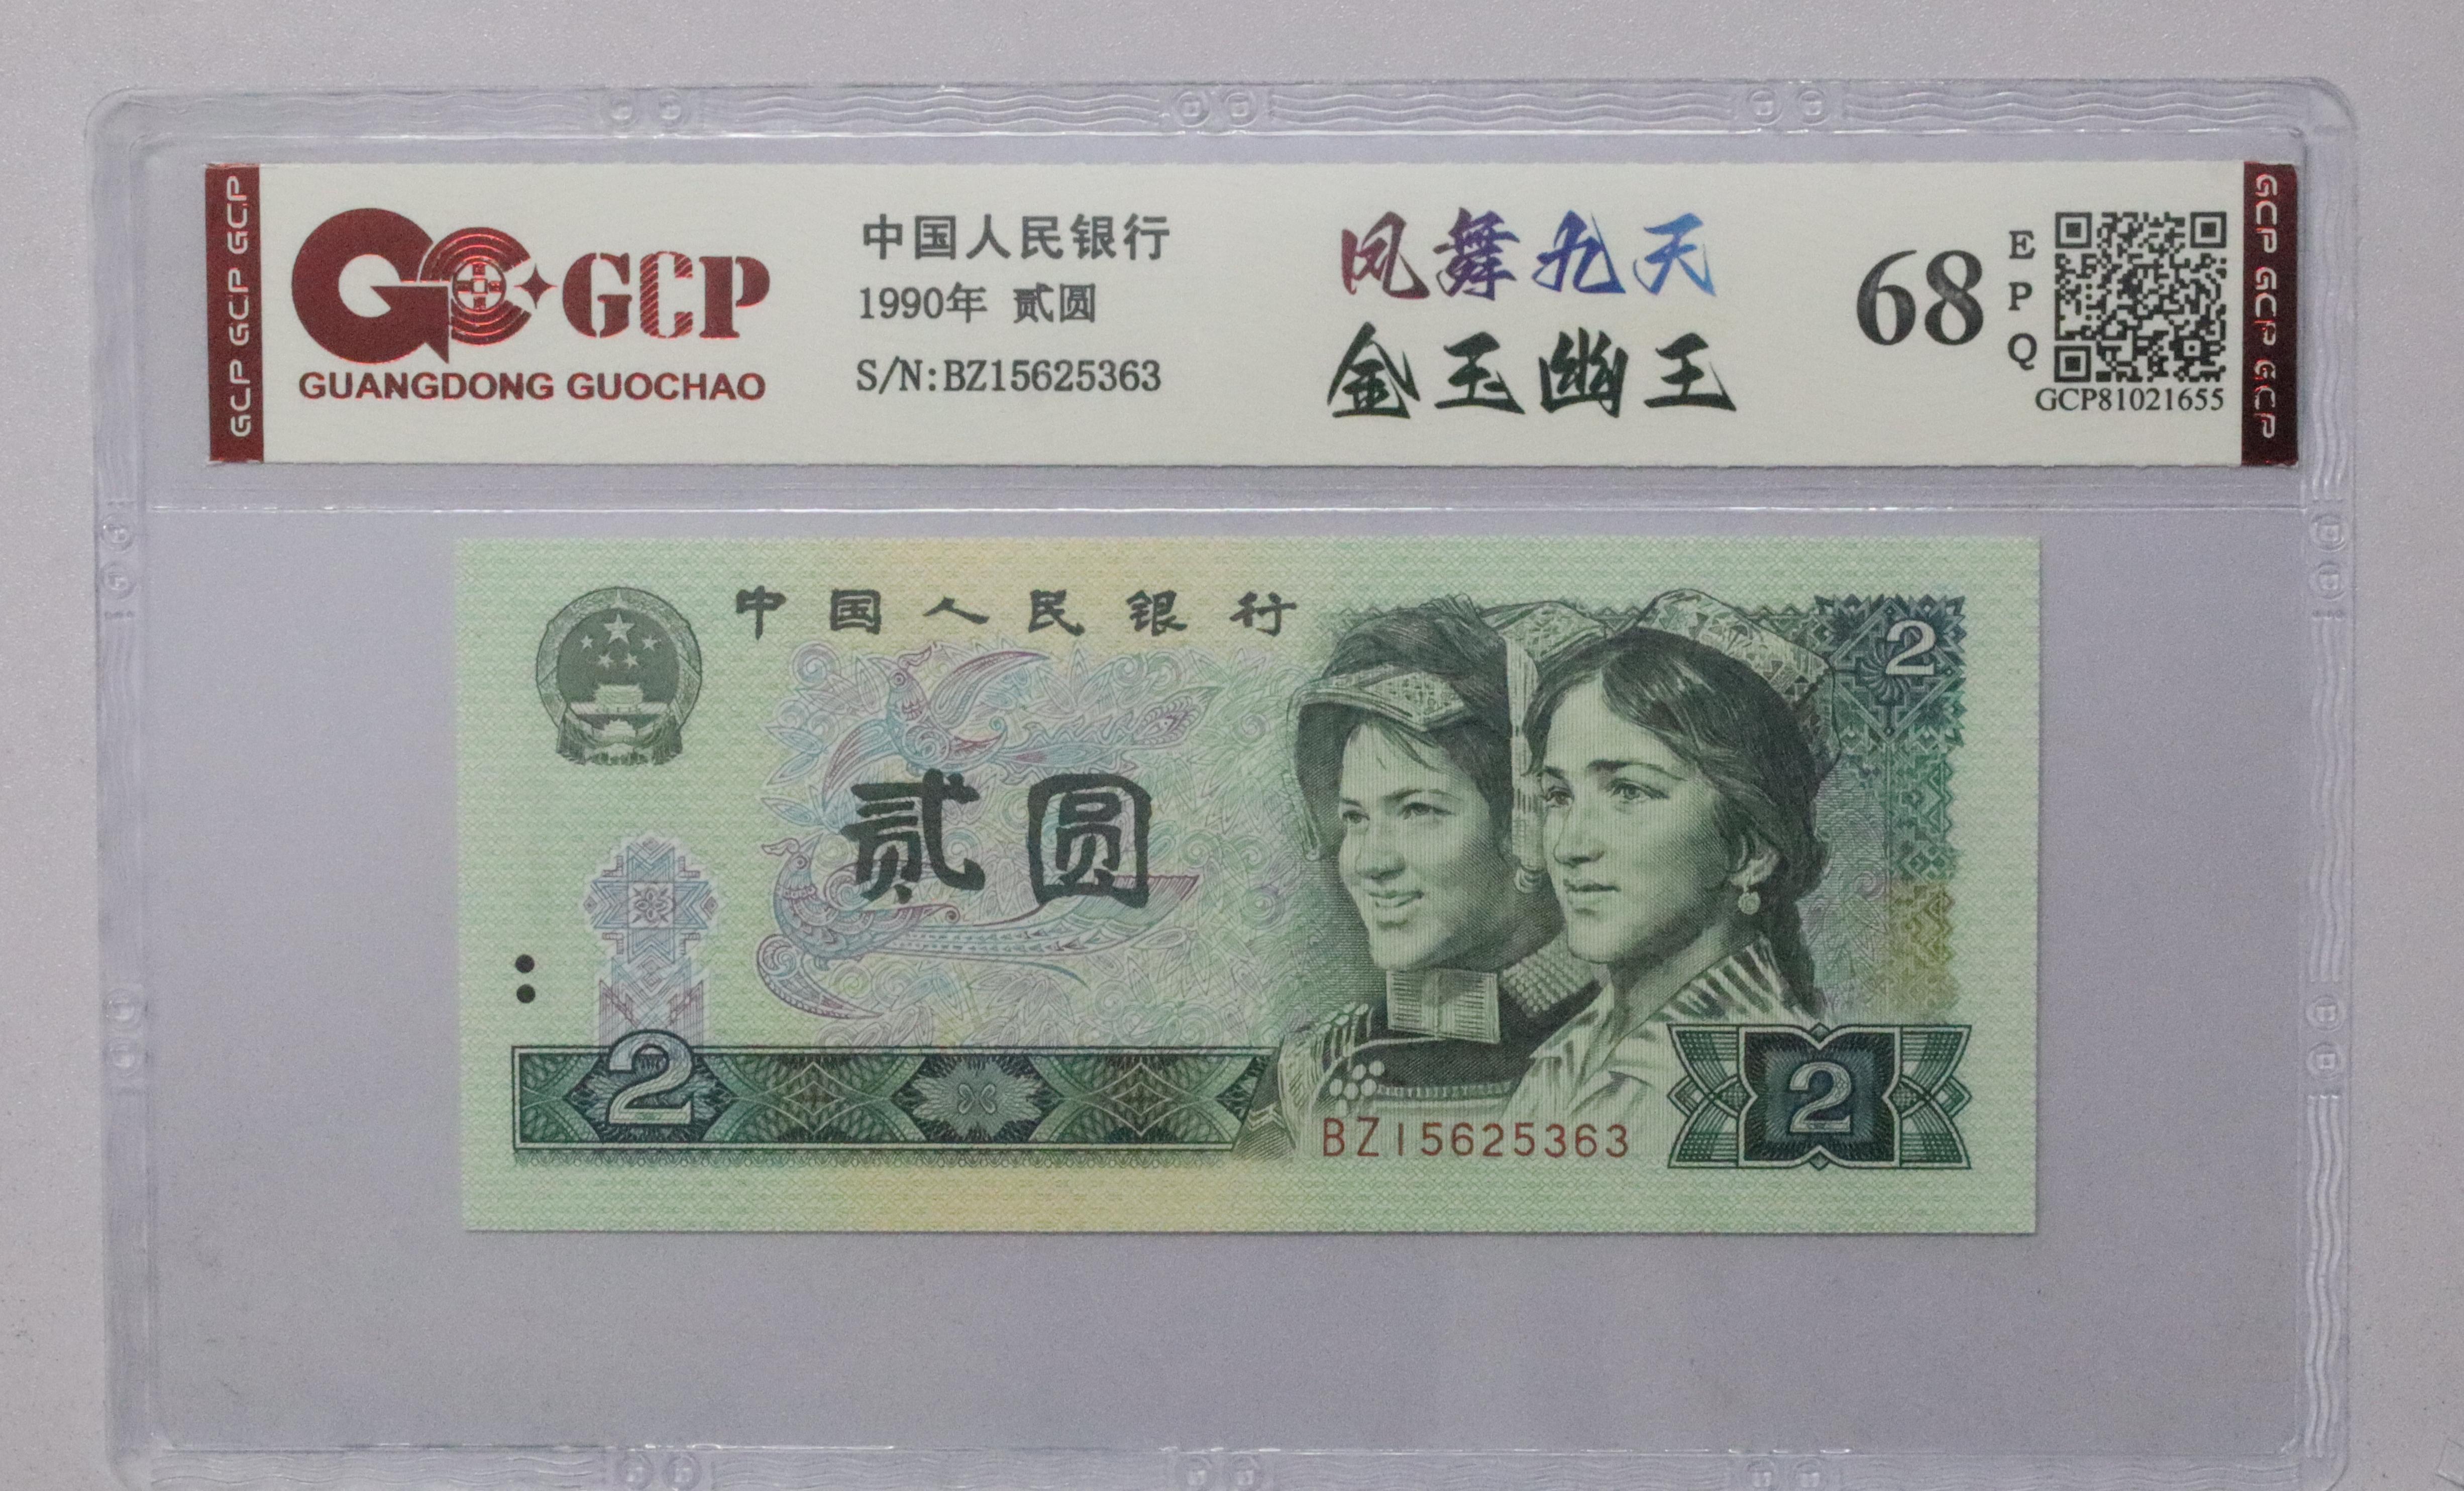 GCP GCP GCP
GCP
GUANGDONG GUOCHAO
中国人民银行
1990年 贰圆
S/N:BZ15625363
凤舞九天
金玉幽王
68
EPQ
GCP81021655
GCP GCP GCP
中国人民银行
2
贰圆
2
2
BZ15625363